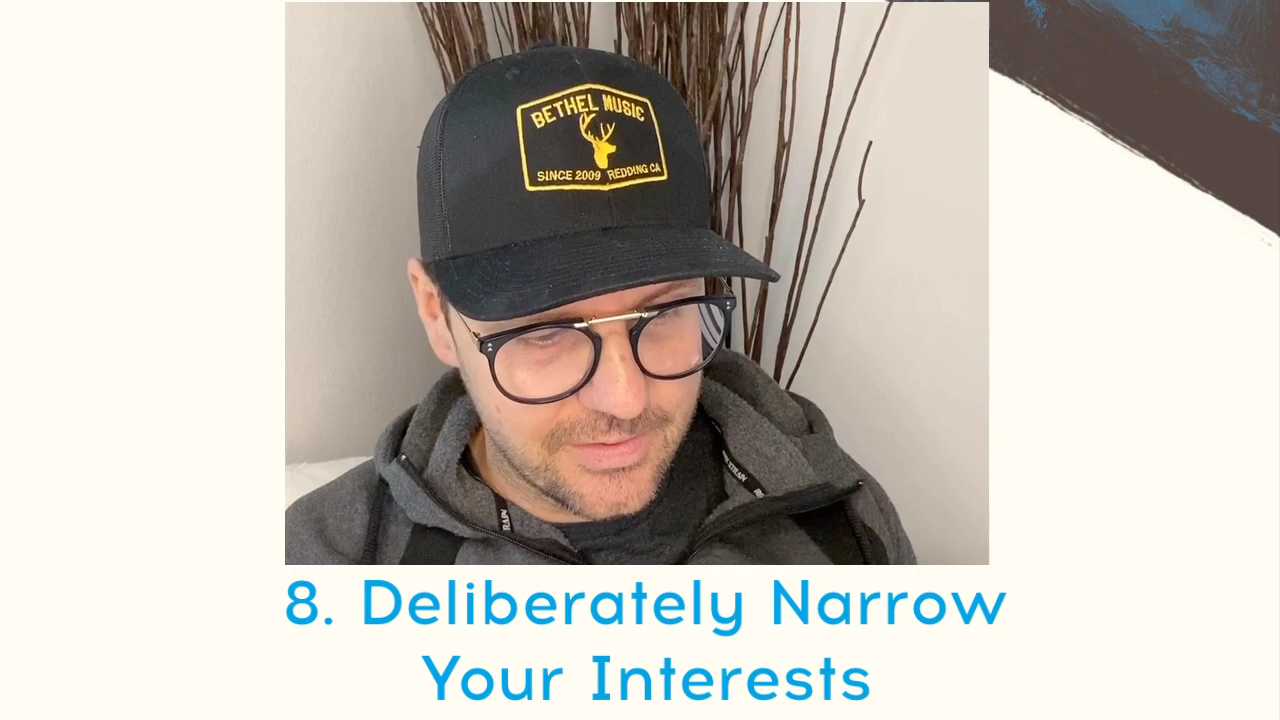 BETHEL MUSIC
SINCE 2009 REDDING CA
8. Deliberately Narrow
Your Interests